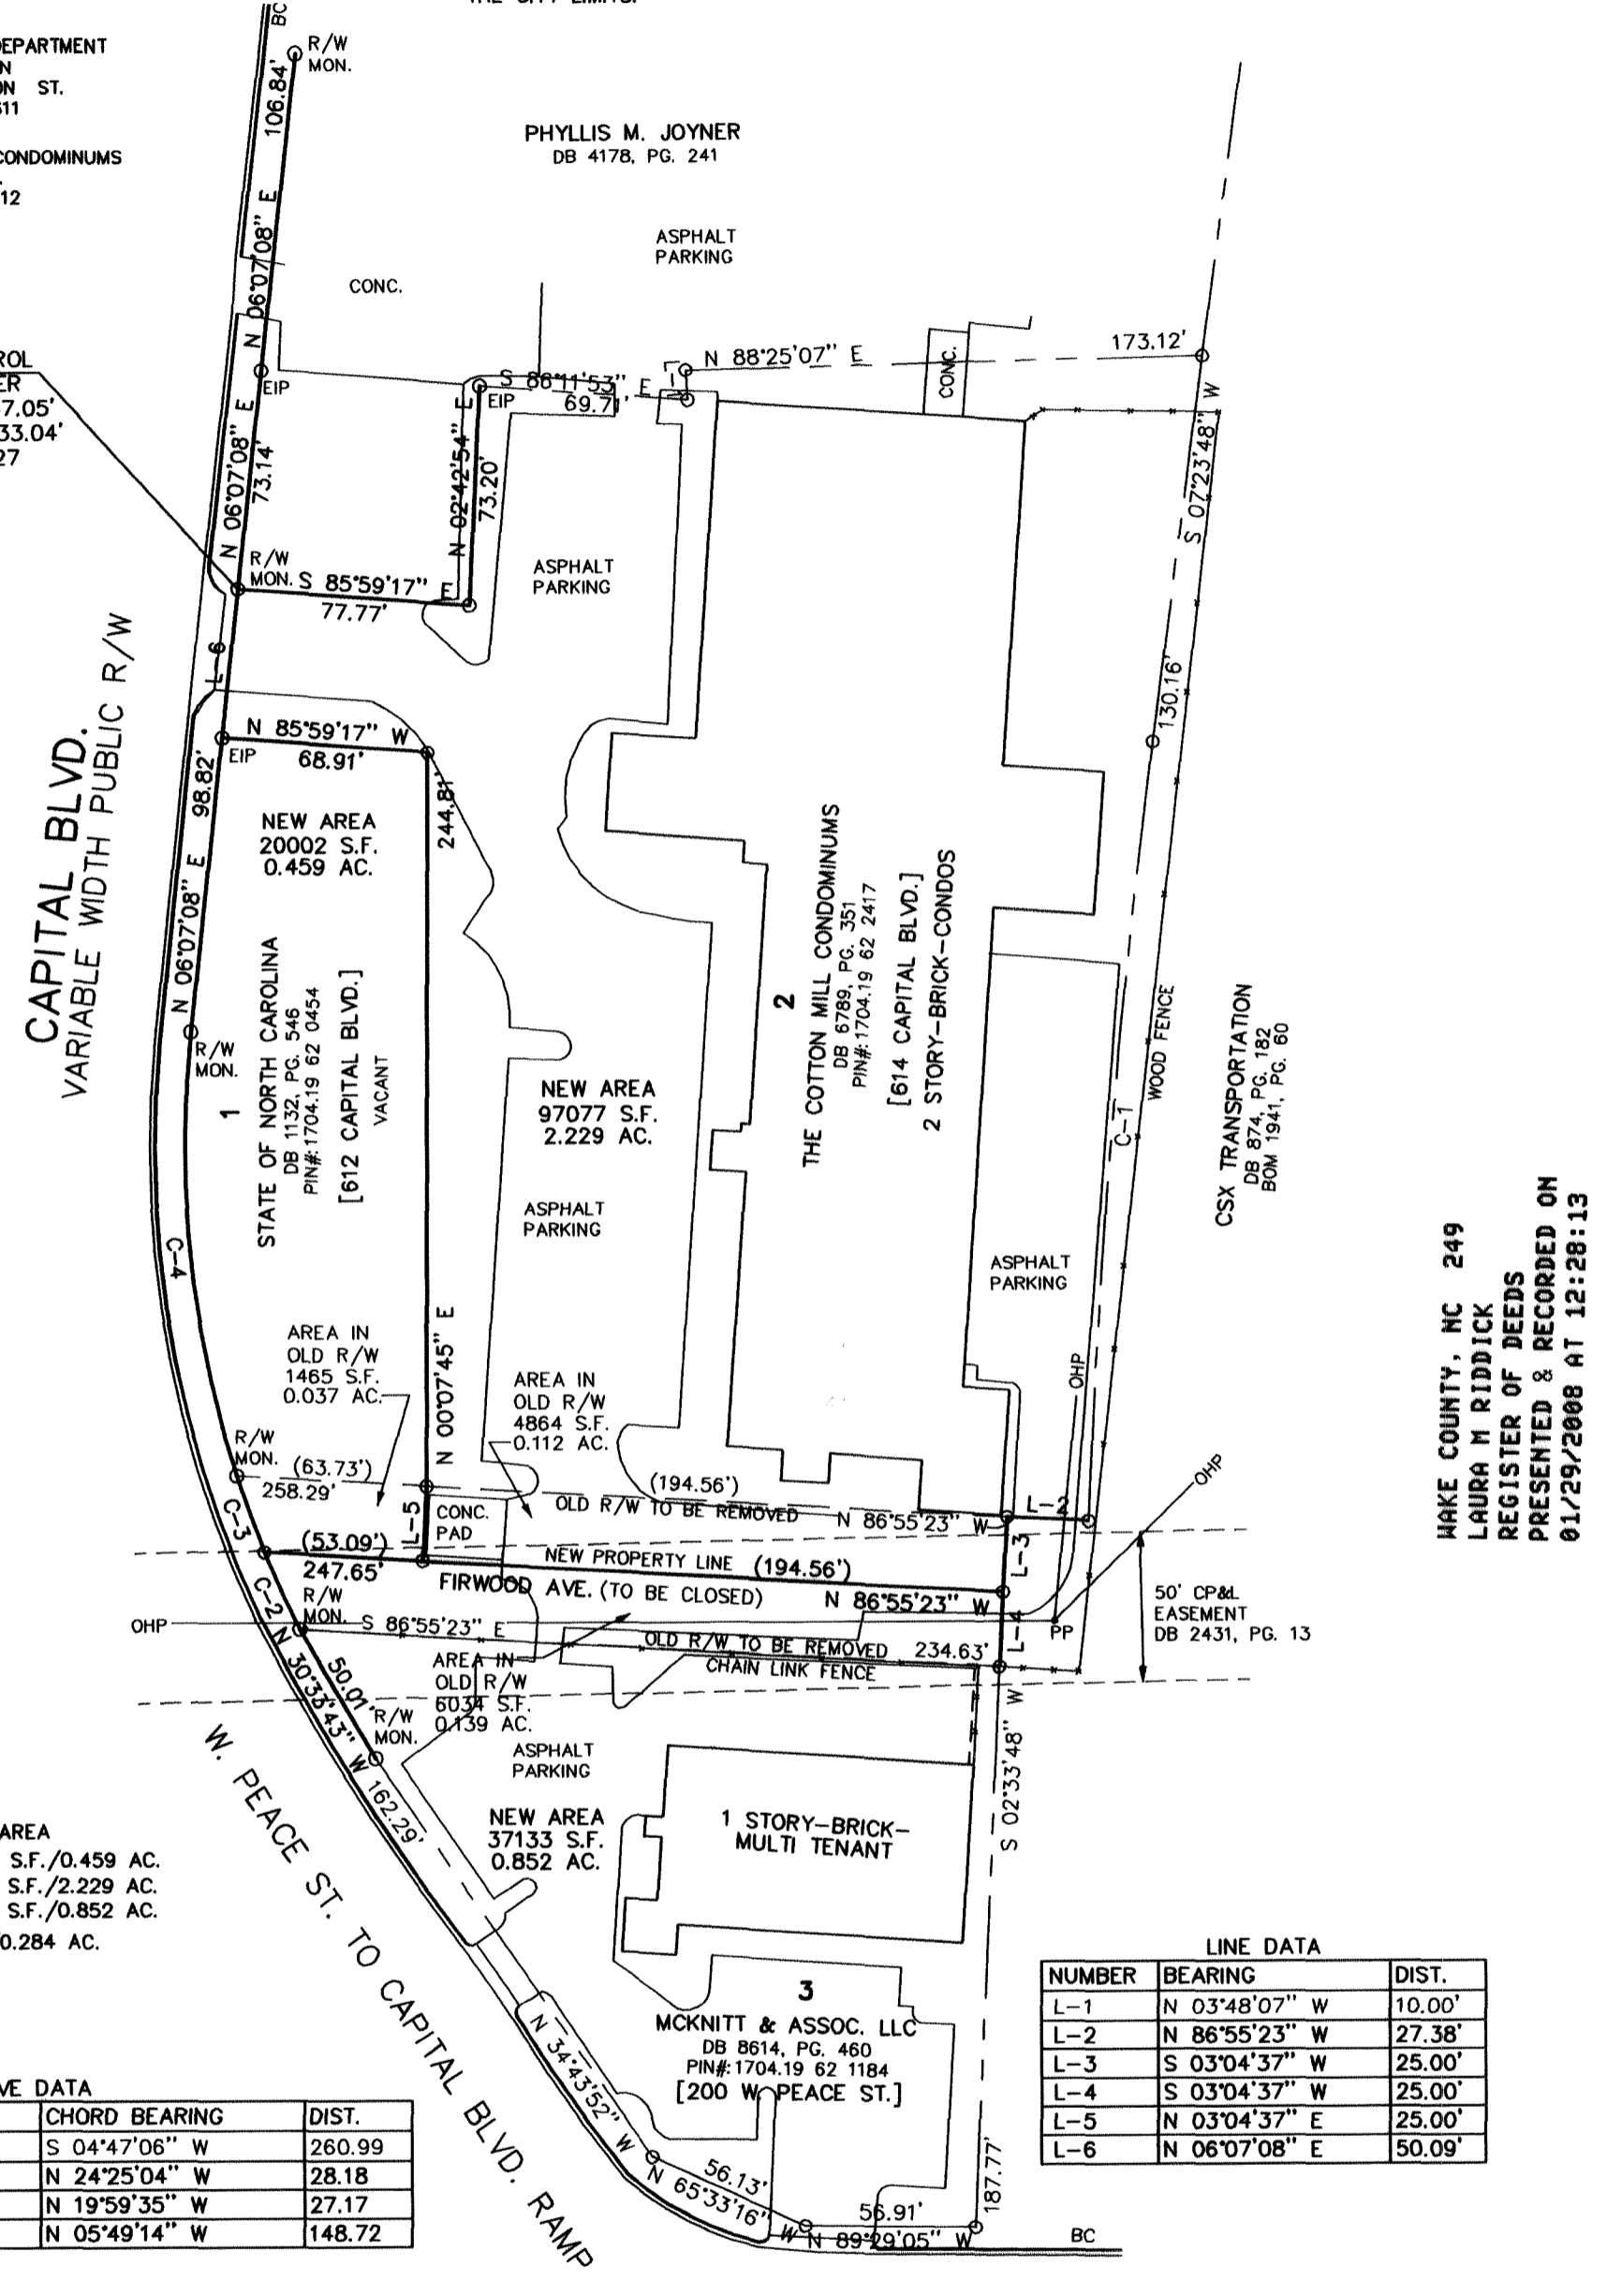 THE CITY LIMITS.
EPARTMENT
N
ON ST.
611
CONDOMINUMS
12
BC
R/W
MON.
106.84'
N 06°07'08" E
PHYLLIS M. JOYNER
DB 4178, PG. 241
ASPHALT
PARKING
CONC.
ROL
ER
7.05'
33.04'
27
EIP
N 06°07'08" E
73.14'
S 86°11'53" E
69.71'
EIP
N 02°42'54" E
73.20'
N 88°25'07" E
173.12'
CONC.
S 07°23'48" W
130.16'
R/W
MON.
S 85°59'17" E
77.77'
ASPHALT
PARKING
L-6
CAPITAL BLVD.
VARIABLE WIDTH PUBLIC R/W
N 85°59'17" W
68.91'
EIP
98.82'
N 06°07'08" E
244.81'
NEW AREA
20002 S.F.
0.459 AC.
R/W
MON.
1
STATE OF NORTH CAROLINA
DB 1132, PG. 546
PIN#:1704.19 62 0454
[612 CAPITAL BLVD.]
VACANT
C-4
NEW AREA
97077 S.F.
2.229 AC.
ASPHALT
PARKING
2
THE COTTON MILL CONDOMINUMS
DB 6789, PG. 351
PIN#:1704.19 62 2417
[614 CAPITAL BLVD.]
2 STORY-BRICK-CONDOS
C-1
WOOD FENCE
CSX TRANSPORTATION
DB 874, PG. 182
BOM 1941, PG. 60
ASPHALT
PARKING
OHP
WAKE COUNTY, NC 249
LAURA M RIDDICK
REGISTER OF DEEDS
PRESENTED & RECORDED ON
01/29/2008 AT 12:28:13
AREA IN
OLD R/W
1465 S.F.
0.037 AC.
N 00°07'45" E
AREA IN
OLD R/W
4864 S.F.
0.112 AC.
R/W
MON.
(63.73')
258.29'
(194.56')
OLD R/W TO BE REMOVED
N 86°55'23" W
L-2
OHP
C-3
L-5
CONC.
PAD
L-3
(53.09')
247.65'
NEW PROPERTY LINE (194.56')
FIRWOOD AVE. (TO BE CLOSED)
N 86°55'23" W
C-2
R/W
MON.
OHP
S 86°55'23" E
OLD R/W TO BE REMOVED
234.63'
L-4
PP
CHAIN LINK FENCE
50' CP&L
EASEMENT
DB 2431, PG. 13
AREA IN
OLD R/W
6034 S.F.
0.139 AC.
50.01'
N 30°33'43" W
162.29'
R/W
MON.
ASPHALT
PARKING
S 02°33'48" W
W. PEACE ST. TO CAPITAL BLVD. RAMP
NEW AREA
37133 S.F.
0.852 AC.
1 STORY-BRICK-
MULTI TENANT
AREA
S.F./0.459 AC.
S.F./2.229 AC.
S.F./0.852 AC.
0.284 AC.
3
MCKNITT & ASSOC. LLC
DB 8614, PG. 460
PIN#:1704.19 62 1184
[200 W. PEACE ST.]
N 34°43'52" W
56.13'
N 65°33'16" W
56.91'
N 89°29'05" W
187.77'
BC
LINE DATA
NUMBER BEARING DIST.
L-1 N 03°48'07" W 10.00'
L-2 N 86°55'23" W 27.38'
L-3 S 03°04'37" W 25.00'
L-4 S 03°04'37" W 25.00'
L-5 N 03°04'37" E 25.00'
L-6 N 06°07'08" E 50.09'
VE DATA
CHORD BEARING DIST.
S 04°47'06" W 260.99
N 24°25'04" W 28.18
N 19°59'35" W 27.17
N 05°49'14" W 148.72